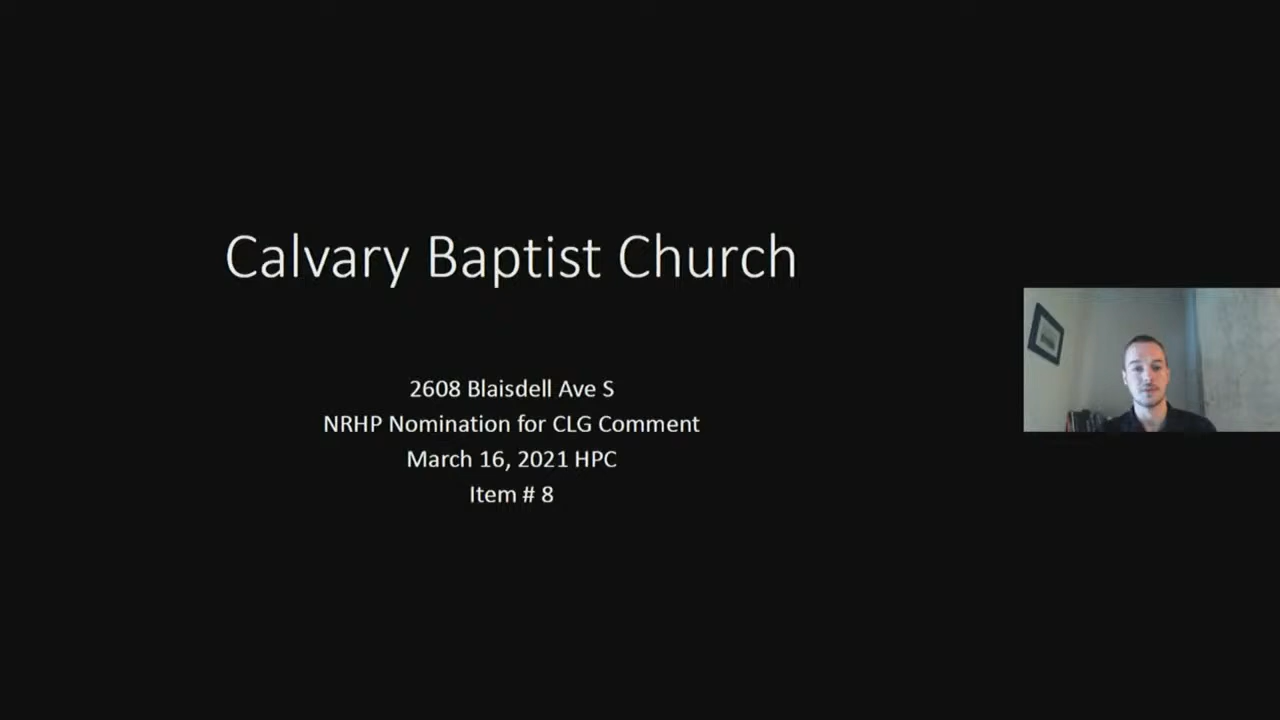 Calvary Baptist Church
2608 Blaisdell Ave S
NRHP Nomination for CLG Comment
March 16, 2021 HPC
Item # 8